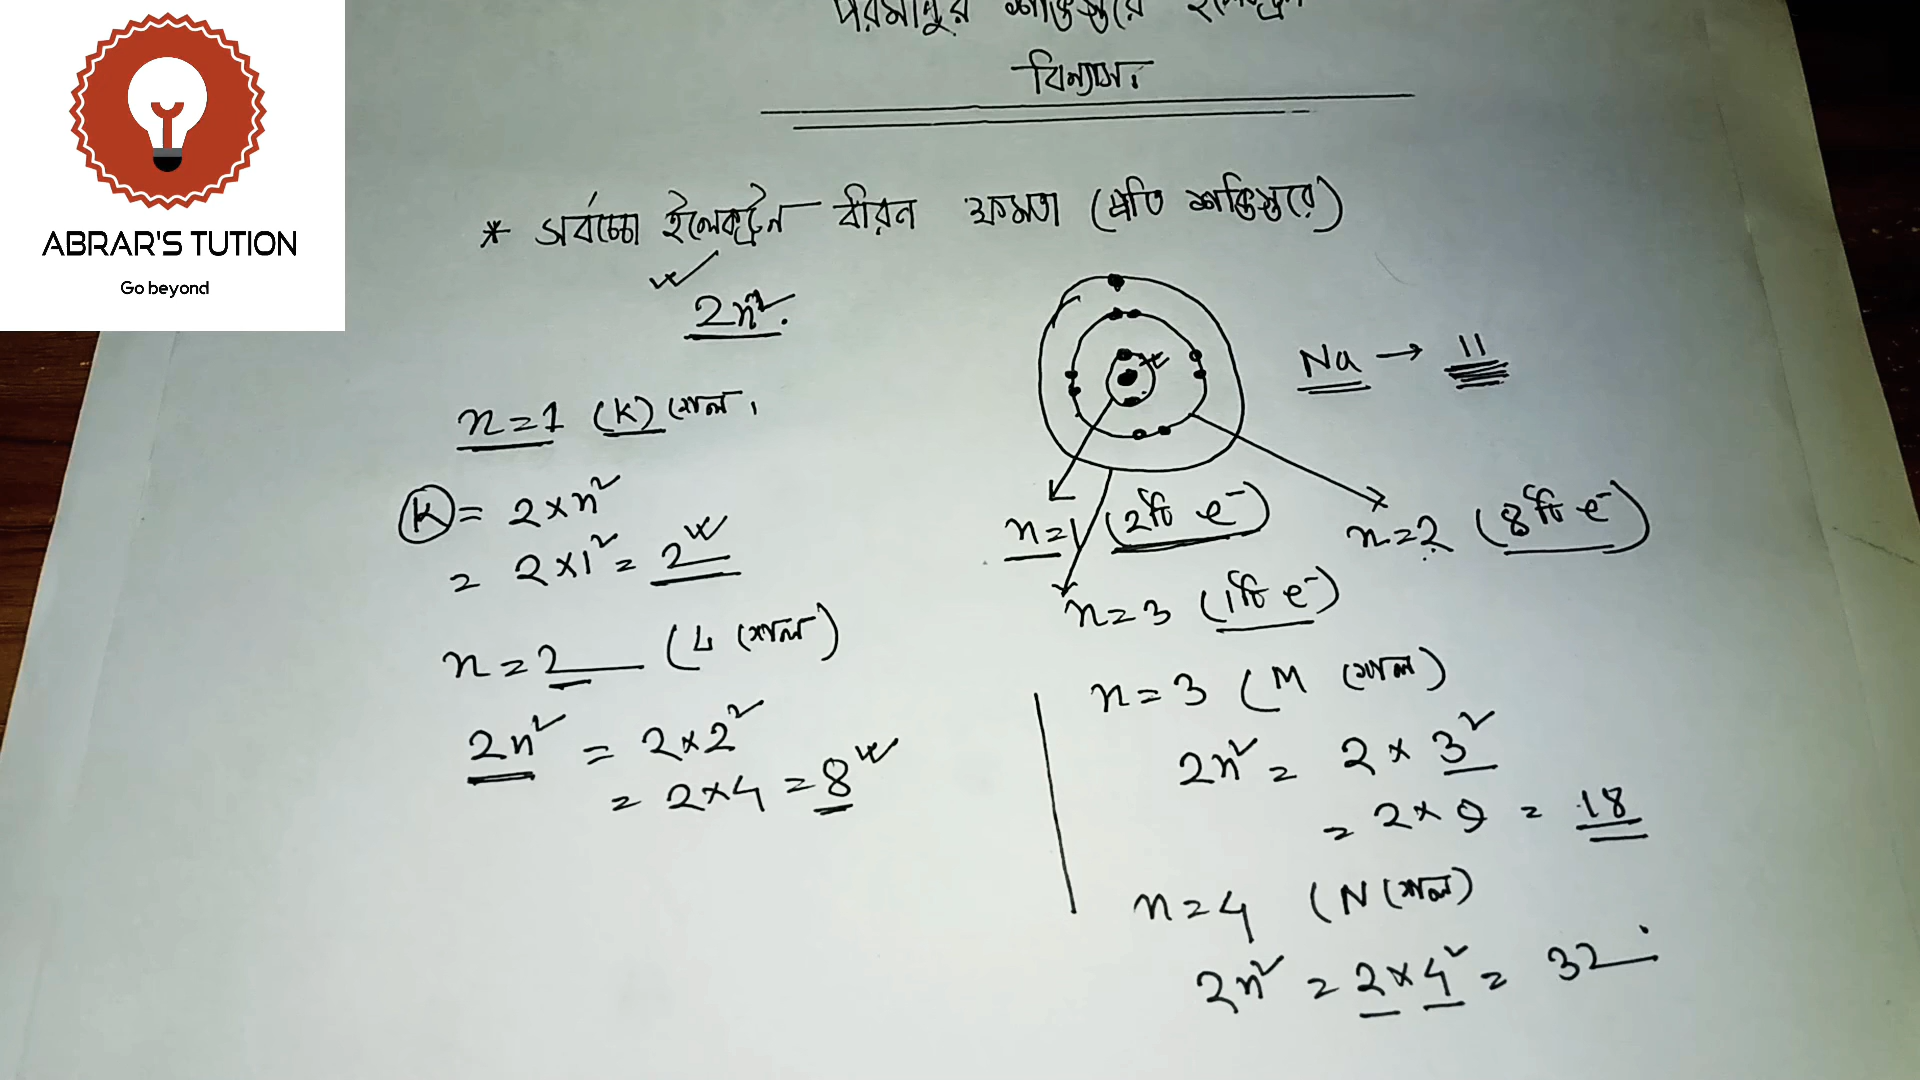 ABRAR'S TUTION
Go beyond
পরমাণুর শক্তিস্তরে ইলেকট্রন
বিন্যাস।
* সর্বচ্চো ইলেকট্রন ধারন ক্ষমতা (প্রতি শক্তিস্তরে)
2n².
Na → 11
n=1 (K) শেল।
K = 2×n²
= 2×1² = 2
n=1 (2টি e⁻)
n=2 (8টি e⁻)
n=3 (1টি e⁻)
n=2 (L শেল)
2n² = 2×2²
= 2×4 = 8
n=3 (M শেল)
2n² = 2 × 3²
= 2×9 = 18
n=4 (N শেল)
2n² = 2×4² = 32